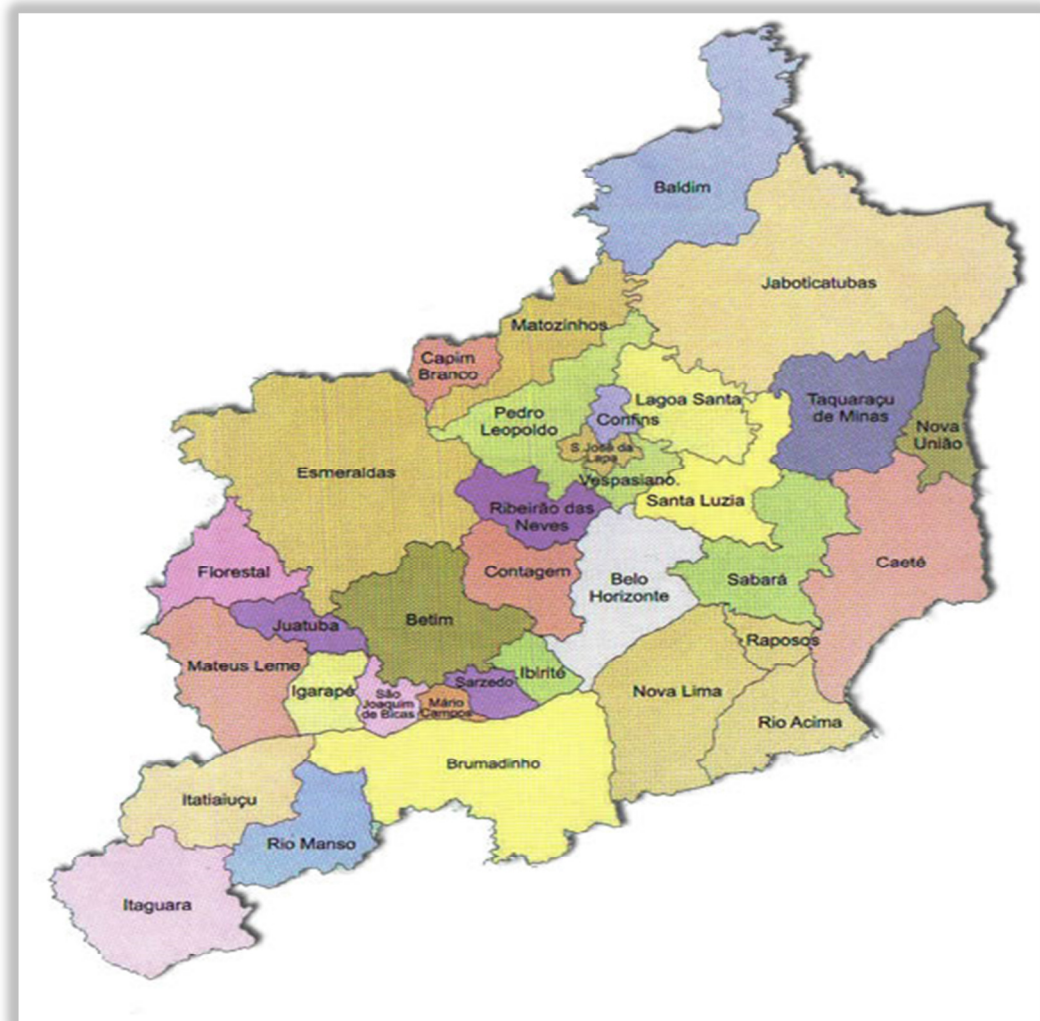 Baldim
Jaboticatubas
Matozinhos
Capim
Branco
Lagoa Santa
Taquaraçu
de Minas
Pedro
Leopoldo
Confins
Nova
União
S.José da
Lapa
Esmeraldas
Vespasiano.
Santa Luzia
Ribeirão das
Neves
Florestal
Contagem
Belo
Horizonte
Sabará
Caeté
Juatuba
Betim
Raposos
Mateus Leme
Igarapé
São
Joaquim
de Bicas
Mário
Campos
Sarzedo
Ibirité
Nova Lima
Rio Acima
Brumadinho
Itatiaiuçu
Rio Manso
Itaguara